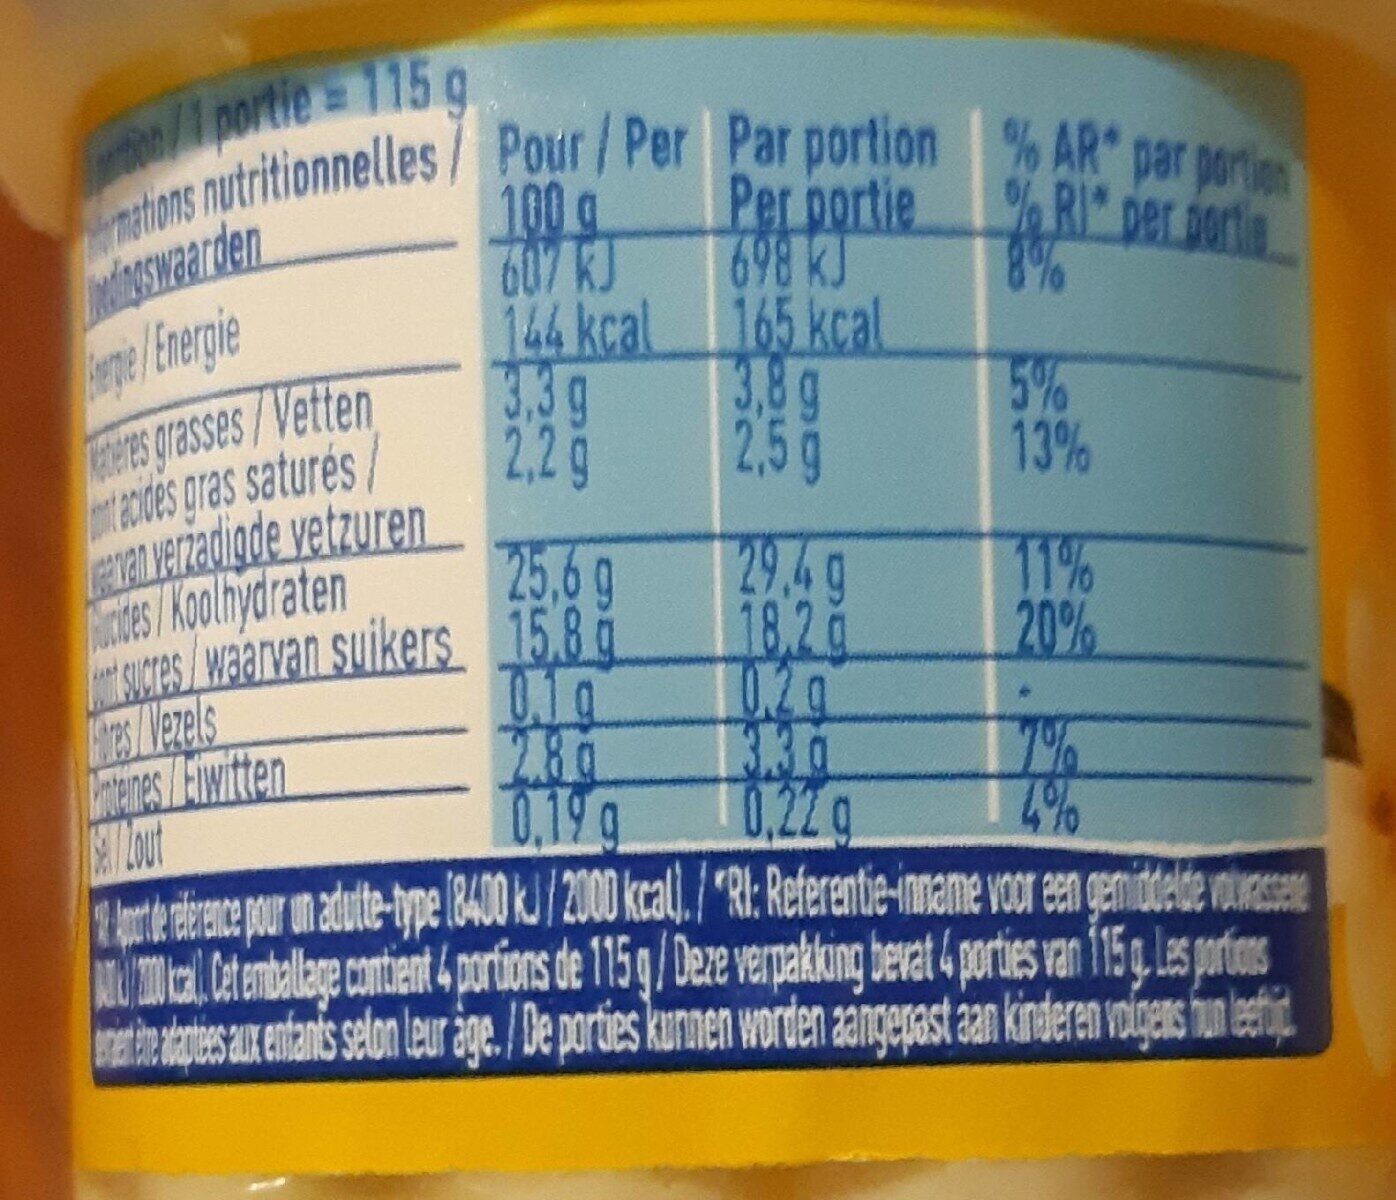 portion / 1 portie = 115 g
Informations nutritionnelles / Voedingswaarden Pour / Per 100 g Par portion Per portie % AR* par portion % RI* per portie
Energie / Energie 607 kJ 698 kJ 8%
144 kcal 165 kcal
Matières grasses / Vetten 3,3 g 3,8 g 5%
dont acides gras saturés / waarvan verzadigde vetzuren 2,2 g 2,5 g 13%
Glucides / Koolhydraten 25,6 g 29,4 g 11%
dont sucres / waarvan suikers 15,8 g 18,2 g 20%
Fibres / Vezels 0,1 g 0,2 g -
Protéines / Eiwitten 2,8 g 3,3 g 7%
Sel / Zout 0,19 g 0,22 g 4%
*AR: Apport de référence pour un adulte-type (8400 kJ / 2000 kcal). / *RI: Referentie-inname voor een gemiddelde volwassene
(8400 kJ / 2000 kcal). Cet emballage contient 4 portions de 115 g / Deze verpakking bevat 4 porties van 115 g. Les portions
être adaptées aux enfants selon leur âge. / De porties kunnen worden aangepast aan kinderen volgens hun leeftijd.